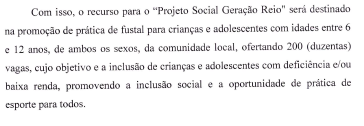 Com isso, o recurso para o "Projeto Social Geração Reio" será destinado
na promoção de prática de fustal para crianças e adolescentes com idades entre 6
e 12 anos, de ambos os sexos, da comunidade local, ofertando 200 (duzentas)
vagas, cujo objetivo e a inclusão de crianças e adolescentes com deficiência e/ou
baixa renda, promovendo a inclusão social e a oportunidade de prática de
esporte para todos.